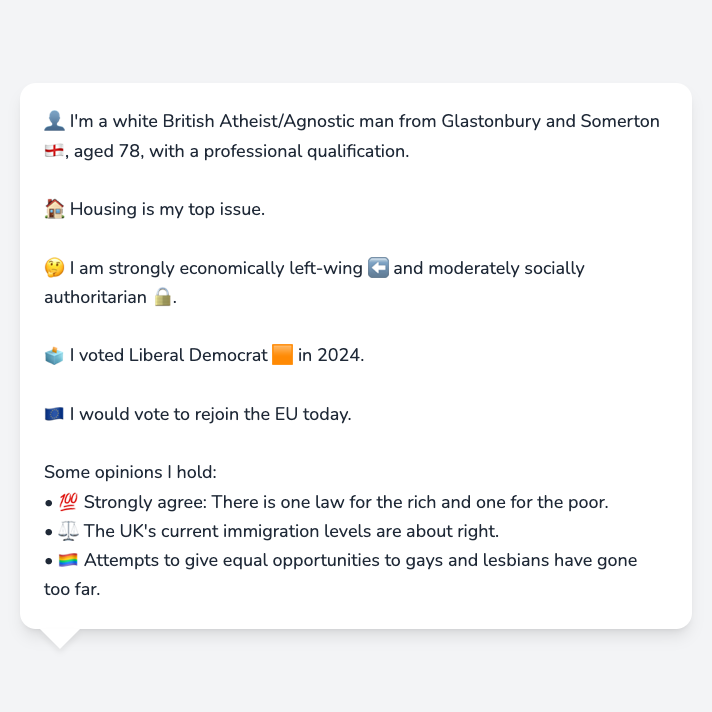 👤 I'm a white British Atheist/Agnostic man from Glastonbury and Somerton
🏴󠁧󠁢󠁥󠁮󠁧󠁿, aged 78, with a professional qualification.
🏠 Housing is my top issue.
🤔 I am strongly economically left-wing ⬅️ and moderately socially
authoritarian 🔒.
🗳️ I voted Liberal Democrat 🟧 in 2024.
🇪🇺 I would vote to rejoin the EU today.
Some opinions I hold:
• 💯 Strongly agree: There is one law for the rich and one for the poor.
• ⚖️ The UK's current immigration levels are about right.
• 🏳️‍🌈 Attempts to give equal opportunities to gays and lesbians have gone
too far.